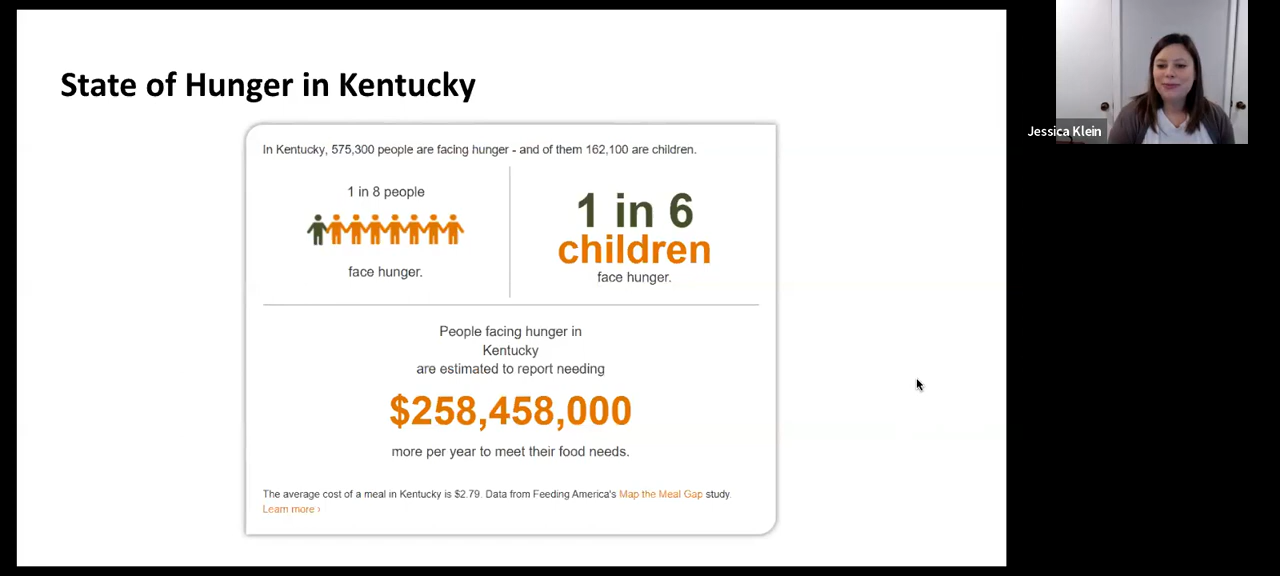 State of Hunger in Kentucky
In Kentucky, 575,300 people are facing hunger - and of them 162,100 are children.
1 in 8 people
face hunger.
1 in 6
children
face hunger.
People facing hunger in
Kentucky
are estimated to report needing
$258,458,000
more per year to meet their food needs.
The average cost of a meal in Kentucky is $2.79. Data from Feeding America's Map the Meal Gap study.
Learn more ›
Jessica Klein